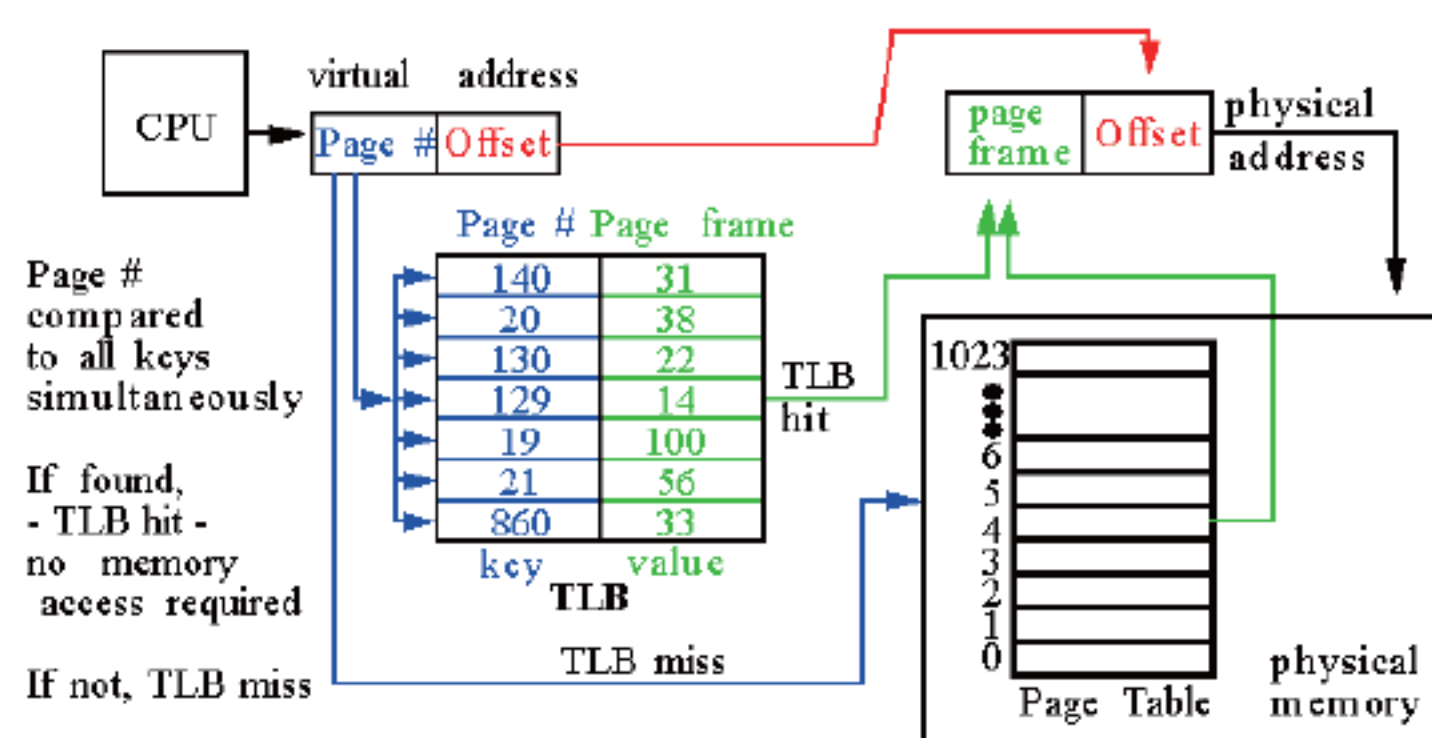 virtual address
CPU
Page # Offset
page frame
Offset
physical address
Page # Page frame
140 31
20 38
130 22
129 14
19 100
21 56
860 33
key value
TLB
TLB hit
TLB miss
Page #
compared
to all keys
simultaneously
If found,
- TLB hit -
no memory
access required
If not, TLB miss
1023
6
5
4
3
2
1
0
Page Table
physical
memory